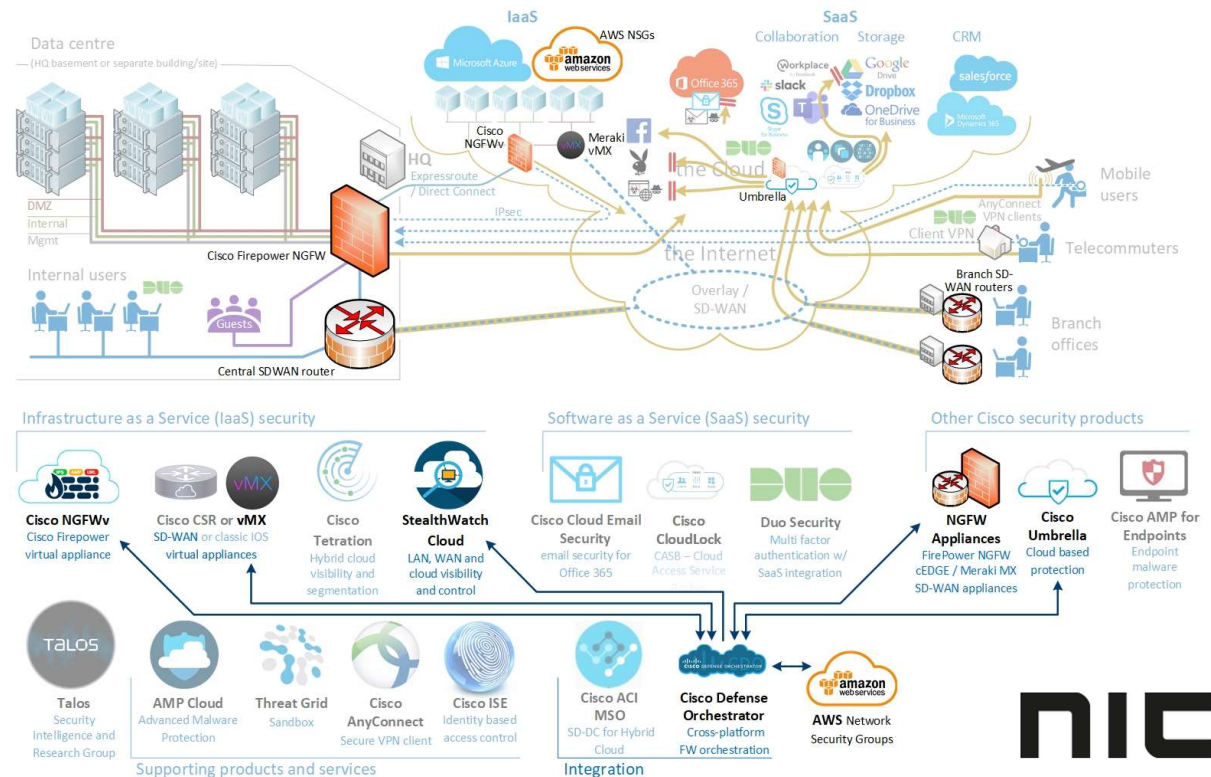 IaaS
SaaS
Data centre
(HQ basement or separate building/site)
Microsoft Azure
AWS NSGs
amazon
web services
Office 365
Collaboration
Storage
CRM
Workplace
slack
Google
Drive
Dropbox
OneDrive
for Business
Skype
for Business
salesforce
Microsoft
Dynamics 365
Cisco
NGFWv
vMX
Meraki
vMX
HQ
Expressroute
/ Direct Connect
DUO
the Cloud
Umbrella
IPsec
DMZ
Internal
Mgmt
Cisco Firepower NGFW
the Internet
Mobile
users
AnyConnect
VPN clients
DUO
Client VPN
Telecommuters
Internal users
DUO
Guests
Central SDWAN router
Overlay /
SD-WAN
Branch SD-
WAN routers
Branch
offices
Infrastructure as a Service (IaaS) security
Software as a Service (SaaS) security
Other Cisco security products
IPS AMP URL
Cisco NGFWv
Cisco Firepower
virtual appliance
vMX
Cisco CSR or vMX
SD-WAN or classic IOS
virtual appliances
Cisco
Tetration
Hybrid cloud
visibility and
segmentation
StealthWatch
Cloud
LAN, WAN and
cloud visibility
and control
Cisco Cloud Email
Security
email security for
Office 365
Cisco
CloudLock
CASB – Cloud
Access Service
DUO
Duo Security
Multi factor
authentication w/
SaaS integration
NGFW
Appliances
FirePower NGFW
cEDGE / Meraki MX
SD-WAN appliances
Cisco
Umbrella
Cloud based
protection
Cisco AMP for
Endpoints
Endpoint
malware
protection
TALOS
Talos
Security
Intelligence and
Research Group
AMP Cloud
Advanced Malware
Protection
Threat Grid
Sandbox
Cisco
AnyConnect
Secure VPN client
Cisco ISE
Identity based
access control
Cisco ACI
MSO
SD-DC for Hybrid
Cloud
CISCO DEFENSE ORCHESTRATOR
Cisco Defense
Orchestrator
Cross-platform
FW orchestration
amazon
web services
AWS Network
Security Groups
Supporting products and services
Integration